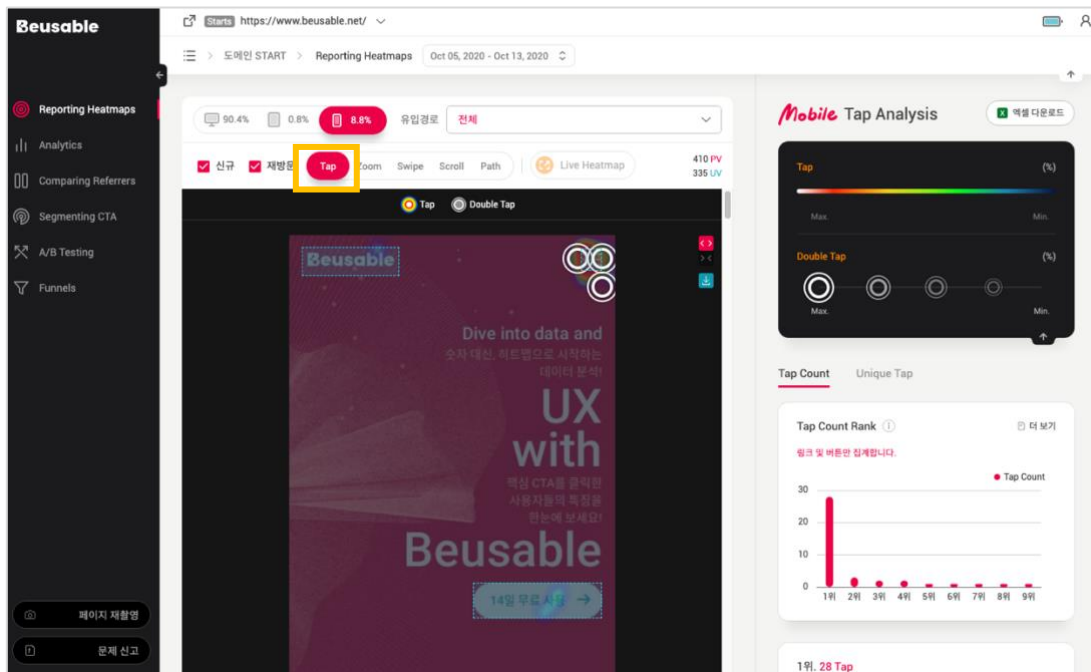 Beusable
Starts https://www.beusable.net/
도메인 START > Reporting Heatmaps Oct 05, 2020 - Oct 13, 2020
Reporting Heatmaps
Analytics
Comparing Referrers
Segmenting CTA
A/B Testing
Funnels
페이지 재촬영
문제 신고
90.4% 0.8% 8.8% 유입경로 전체
신규 재방문 Tap Zoom Swipe Scroll Path Live Heatmap
410 PV
335 UV
Tap Double Tap
Beusable
Dive into data and
숫자 대신, 히트맵으로 시작하는
데이터 분석!
UX
with
핵심 CTA를 클릭한
사용자들의 특징을
한눈에 보세요!
Beusable
14일 무료 사용 →
Mobile Tap Analysis
엑셀 다운로드
Tap (%)
Max. Min.
Double Tap (%)
Max. Min.
Tap Count Unique Tap
Tap Count Rank 더 보기
링크 및 버튼만 집계합니다.
Tap Count
30
20
10
0
1위 2위 3위 4위 5위 6위 7위 8위 9위
1위. 28 Tap